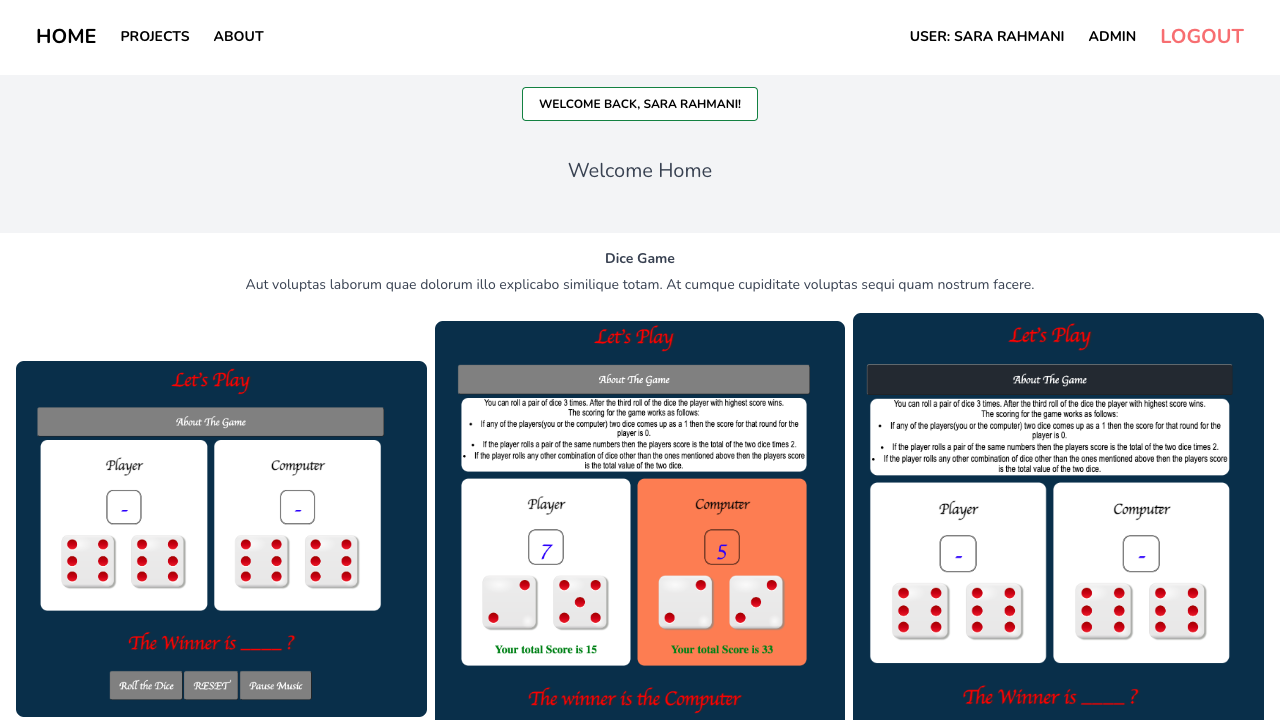 HOME PROJECTS ABOUT USER: SARA RAHMANI ADMIN LOGOUT
WELCOME BACK, SARA RAHMANI!
Welcome Home
Dice Game
Aut voluptas laborum quae dolorum illo explicabo similique totam. At cumque cupiditate voluptas sequi quam nostrum facere.
Let's Play
About The Game
Player Computer
- -
The Winner is ____ ?
Roll the Dice RESET Pause Music
Let's Play
About The Game
You can roll a pair of dice 3 times. After the third roll of the dice the player with highest score wins.
The scoring for the game works as follows:
• If any of the players(you or the computer) two dice comes up as a 1 then the score for that round for the
player is 0.
• If the player rolls a pair of the same numbers then the players score is the total of the two dice times 2.
• If the player rolls any other combination of dice other than the ones mentioned above then the players score
is the total value of the two dice.
Player Computer
7 5
Your total Score is 15 Your total Score is 33
The winner is the Computer
Let's Play
About The Game
You can roll a pair of dice 3 times. After the third roll of the dice the player with highest score wins.
The scoring for the game works as follows:
• If any of the players(you or the computer) two dice comes up as a 1 then the score for that round for the
player is 0.
• If the player rolls a pair of the same numbers then the players score is the total of the two dice times 2.
• If the player rolls any other combination of dice other than the ones mentioned above then the players score
is the total value of the two dice.
Player Computer
- -
The Winner is ____ ?